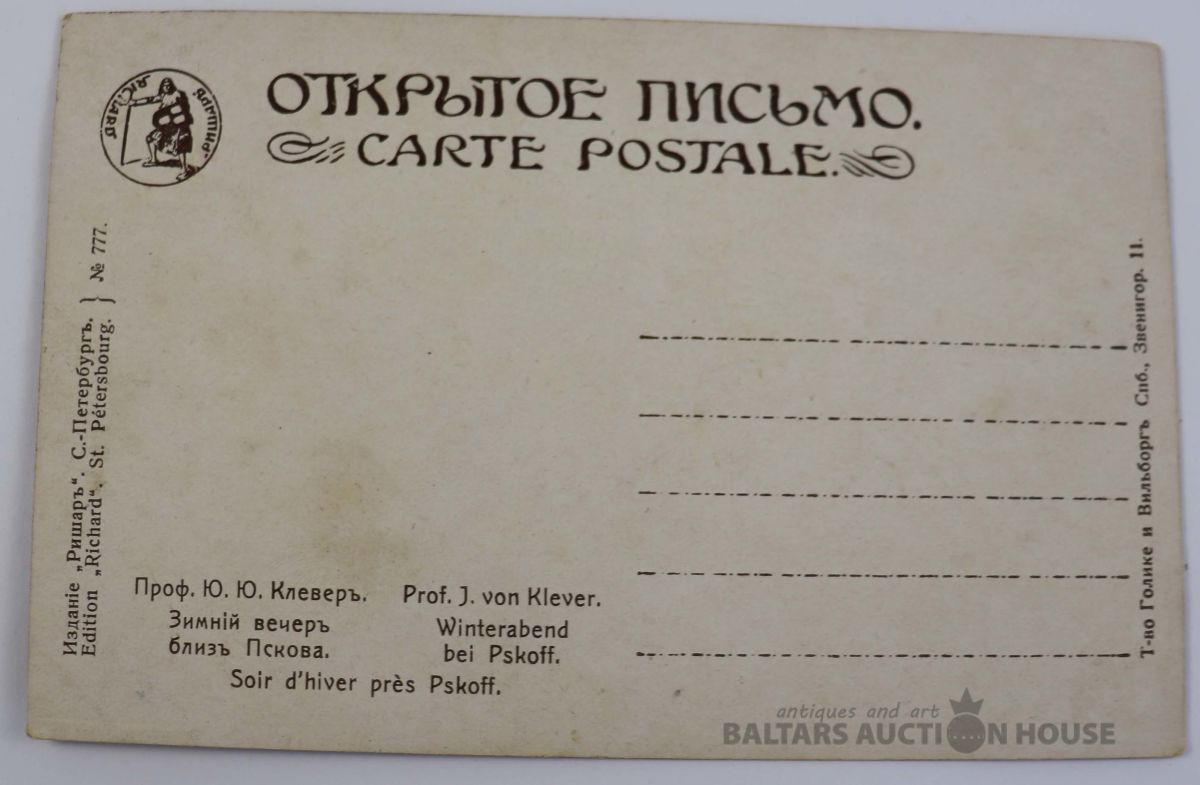 RICHARD
РИШАРЪ.
ОТКРЫТОЕ ПИСЬМО.
CARTE POSTALE.
Изданіе „Ришаръ“. С.-Петербургъ. } № 777.
Edition „Richard“. St. Pétersbourg.
Проф. Ю. Ю. Клеверъ.
Зимній вечеръ
близъ Пскова.
Prof. J. von Klever.
Winterabend
bei Pskoff.
Soir d'hiver près Pskoff.
Т-во Голике и Вильборгъ Спб., Звенигор. 11.
antiques and art
BALTARS AUCTION HOUSE